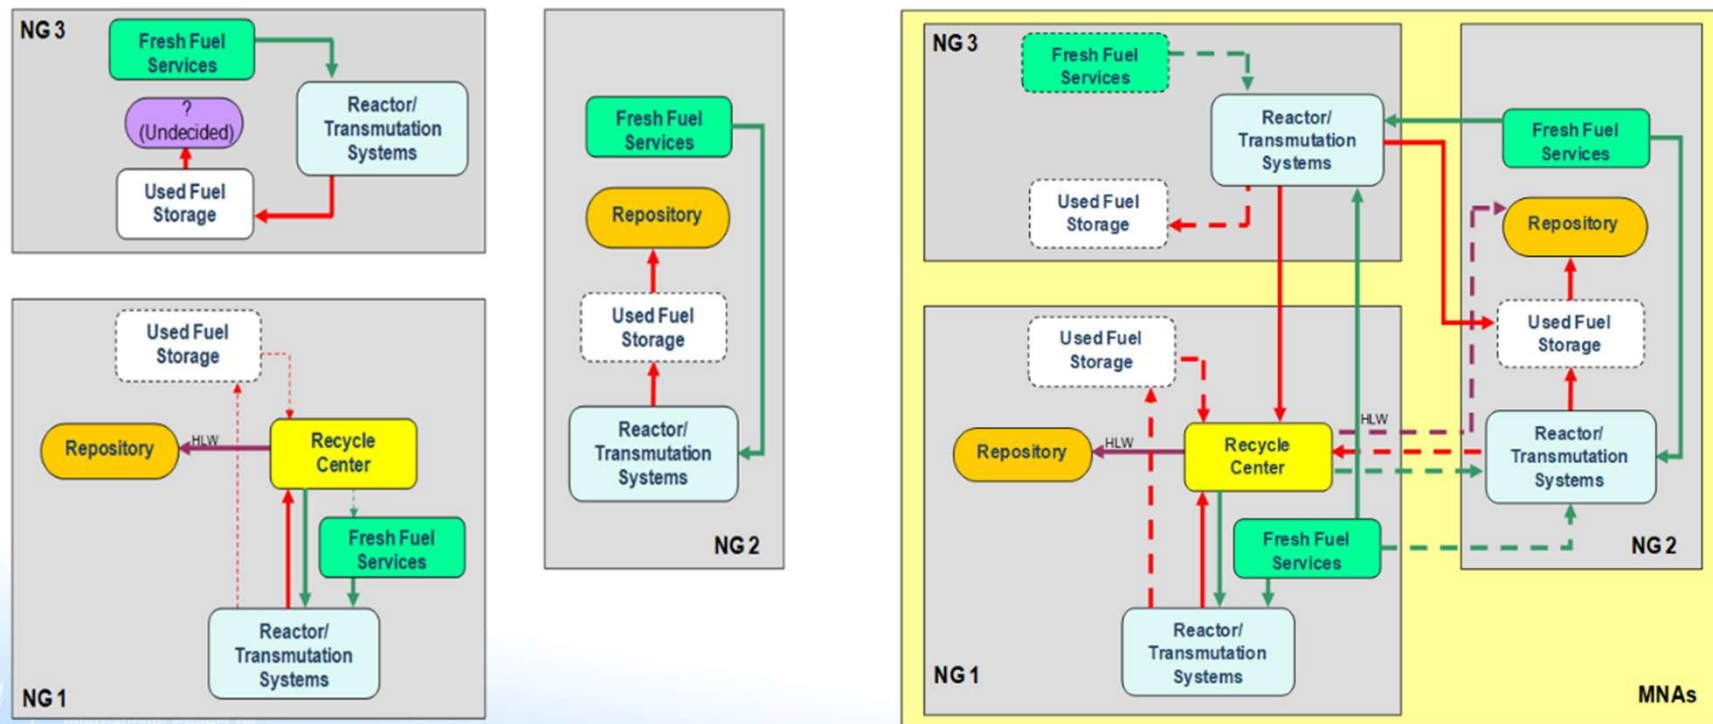 NG 3
Fresh Fuel
Services
?
(Undecided)
Reactor/
Transmutation
Systems
Used Fuel
Storage
Used Fuel
Storage
Repository
HLW
Recycle
Center
Fresh Fuel
Services
Reactor/
Transmutation
Systems
NG 1
Fresh Fuel
Services
Repository
Used Fuel
Storage
Reactor/
Transmutation
Systems
NG 2
NG 3
Fresh Fuel
Services
Reactor/
Transmutation
Systems
Used Fuel
Storage
Used Fuel
Storage
Repository
HLW
Recycle
Center
HLW
Fresh Fuel
Services
Reactor/
Transmutation
Systems
NG 1
Fresh Fuel
Services
Repository
Used Fuel
Storage
Reactor/
Transmutation
Systems
NG 2
MNAs